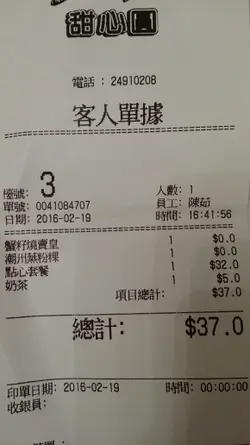 甜心圓
電話 : 24910208
客人單據
檯號: 3 人數: 1
單號: 0041084707 員工: 陳茹
日期: 2016-02-19 時間: 16:41:56
蟹籽燒賣皇 1 $0.0
潮州蒸粉粿 1 $0.0
點心套餐 1 $32.0
奶茶 1 $5.0
項目總計: $37.0
總計: $37.0
印單日期: 2016-02-19 時間: 00:00:00
收銀員: